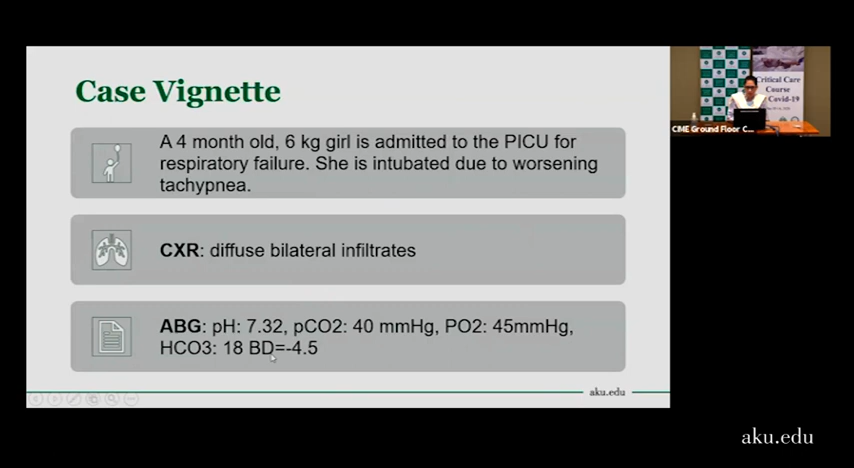 Case Vignette
A 4 month old, 6 kg girl is admitted to the PICU for
respiratory failure. She is intubated due to worsening
tachypnea.
CXR: diffuse bilateral infiltrates
ABG: pH: 7.32, pCO2: 40 mmHg, PO2: 45mmHg,
HCO3: 18 BD=-4.5
aku.edu
Critical Care
Course
Covid-19
CIME Ground Floor C...
aku.edu